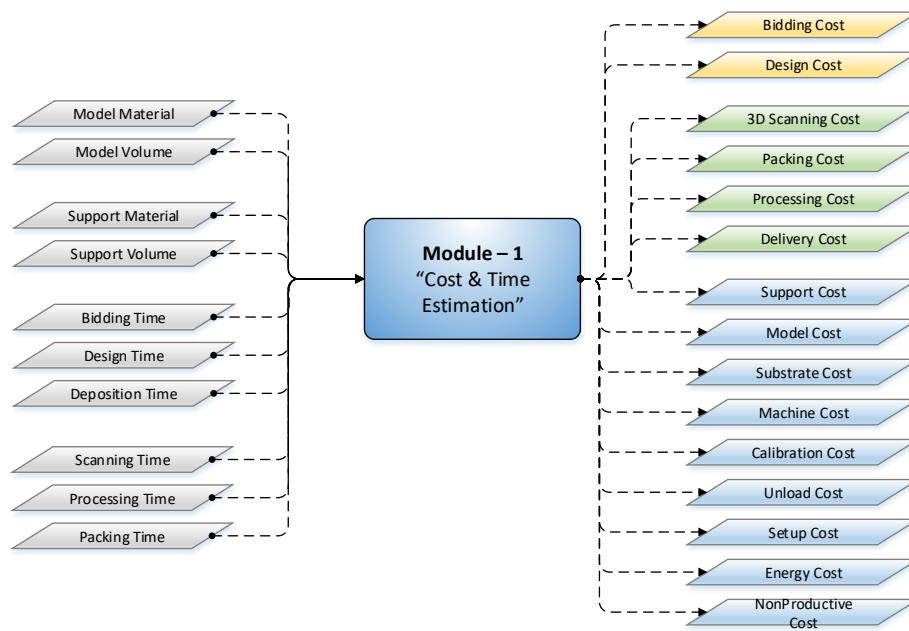 Model Material
Model Volume
Support Material
Support Volume
Bidding Time
Design Time
Deposition Time
Scanning Time
Processing Time
Packing Time
Module – 1
“Cost & Time
Estimation”
Bidding Cost
Design Cost
3D Scanning Cost
Packing Cost
Processing Cost
Delivery Cost
Support Cost
Model Cost
Substrate Cost
Machine Cost
Calibration Cost
Unload Cost
Setup Cost
Energy Cost
NonProductive
Cost